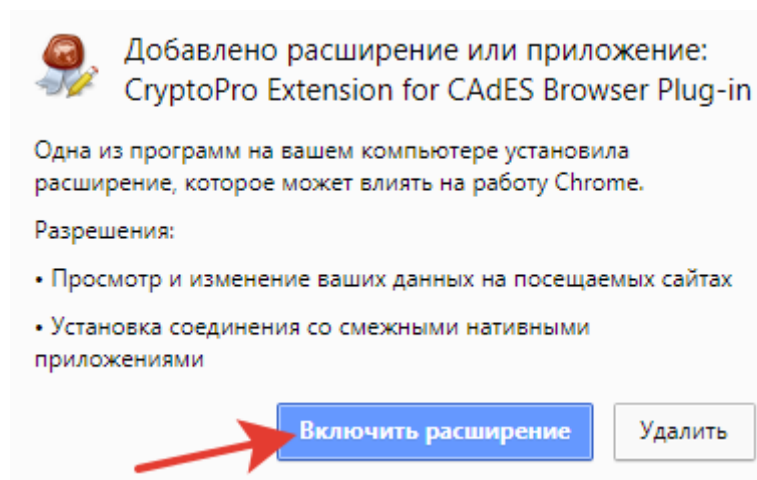 Добавлено расширение или приложение:
CryptoPro Extension for CAdES Browser Plug-in
Одна из программ на вашем компьютере установила
расширение, которое может влиять на работу Chrome.
Разрешения:
• Просмотр и изменение ваших данных на посещаемых сайтах
• Установка соединения со смежными нативными
приложениями
Включить расширение
Удалить